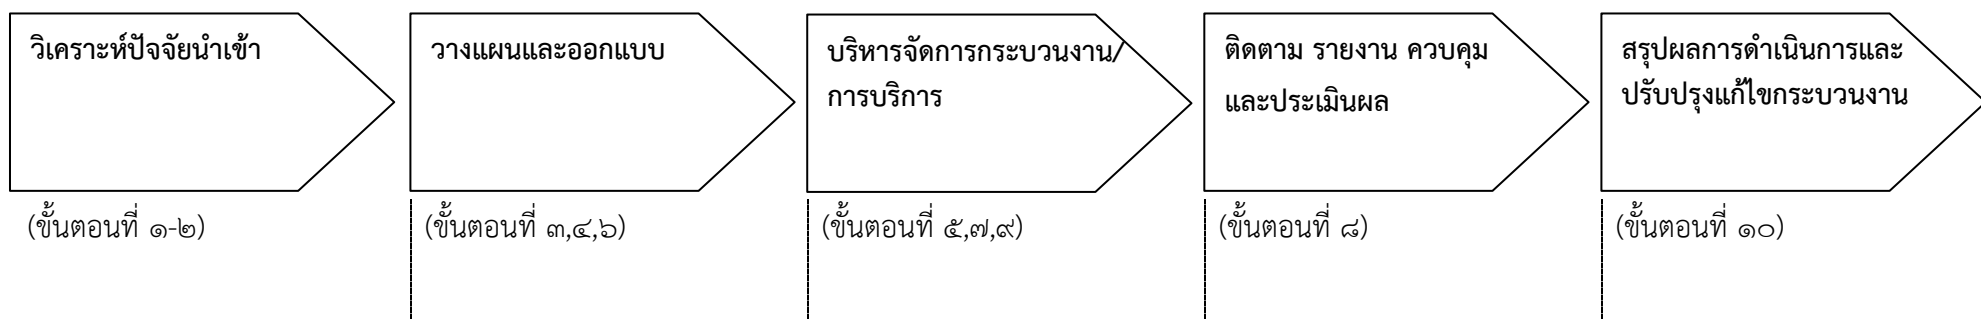 วิเคราะห์ปัจจัยนำเข้า
(ขั้นตอนที่ ๑-๒)
วางแผนและออกแบบ
(ขั้นตอนที่ ๓,๔,๖)
บริหารจัดการกระบวนงาน/
การบริการ
(ขั้นตอนที่ ๕,๗,๙)
ติดตาม รายงาน ควบคุม
และประเมินผล
(ขั้นตอนที่ ๘)
สรุปผลการดำเนินการและ
ปรับปรุงแก้ไขกระบวนงาน
(ขั้นตอนที่ ๑๐)